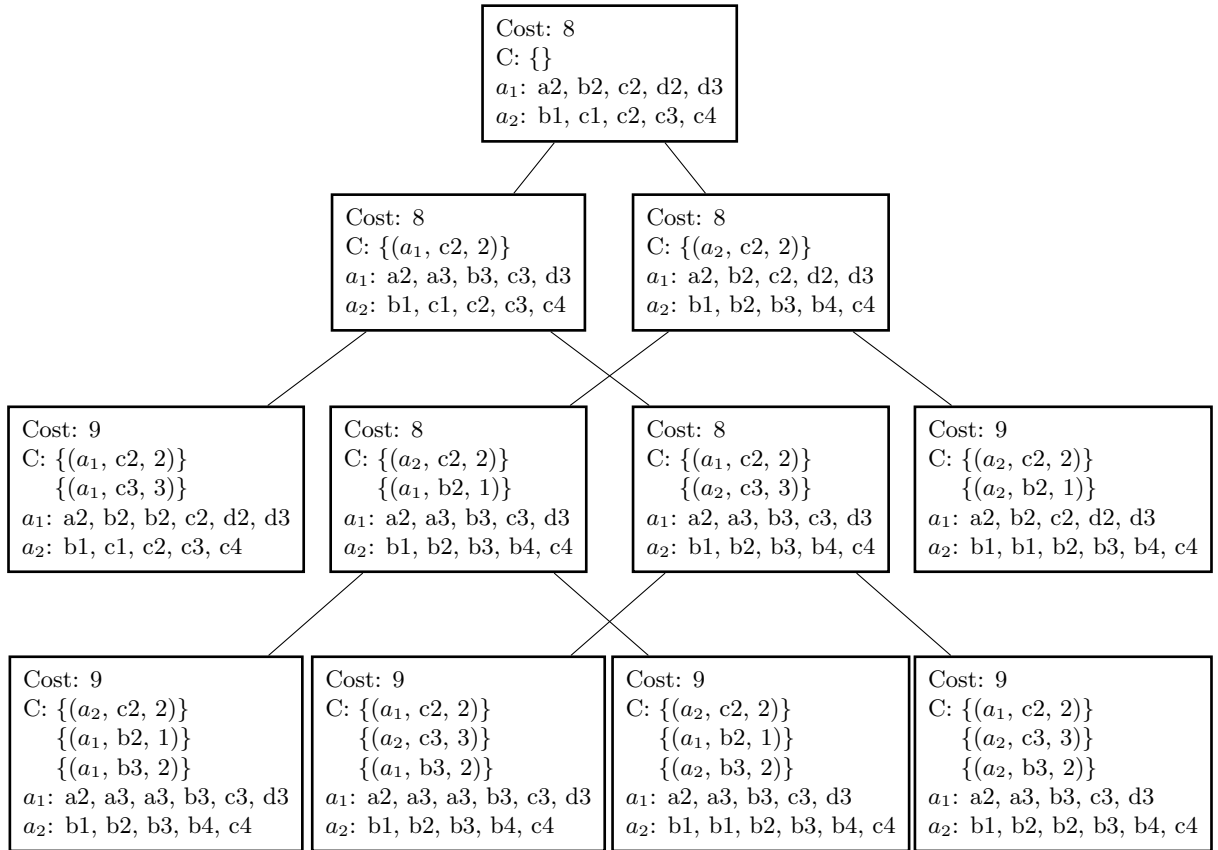 Cost: 8
C: {}
a₁: a2, b2, c2, d2, d3
a₂: b1, c1, c2, c3, c4
Cost: 8
C: {(a₁, c2, 2)}
a₁: a2, a3, b3, c3, d3
a₂: b1, c1, c2, c3, c4
Cost: 8
C: {(a₂, c2, 2)}
a₁: a2, b2, c2, d2, d3
a₂: b1, b2, b3, b4, c4
Cost: 9
C: {(a₁, c2, 2)}
{(a₁, c3, 3)}
a₁: a2, b2, b2, c2, d2, d3
a₂: b1, c1, c2, c3, c4
Cost: 8
C: {(a₂, c2, 2)}
{(a₁, b2, 1)}
a₁: a2, a3, b3, c3, d3
a₂: b1, b2, b3, b4, c4
Cost: 8
C: {(a₁, c2, 2)}
{(a₂, c3, 3)}
a₁: a2, a3, b3, c3, d3
a₂: b1, b2, b3, b4, c4
Cost: 9
C: {(a₂, c2, 2)}
{(a₂, b2, 1)}
a₁: a2, b2, c2, d2, d3
a₂: b1, b1, b2, b3, b4, c4
Cost: 9
C: {(a₂, c2, 2)}
{(a₁, b2, 1)}
{(a₁, b3, 2)}
a₁: a2, a3, a3, b3, c3, d3
a₂: b1, b2, b3, b4, c4
Cost: 9
C: {(a₁, c2, 2)}
{(a₂, c3, 3)}
{(a₁, b3, 2)}
a₁: a2, a3, a3, b3, c3, d3
a₂: b1, b2, b3, b4, c4
Cost: 9
C: {(a₂, c2, 2)}
{(a₁, b2, 1)}
{(a₂, b3, 2)}
a₁: a2, a3, b3, c3, d3
a₂: b1, b1, b2, b3, b4, c4
Cost: 9
C: {(a₁, c2, 2)}
{(a₂, c3, 3)}
{(a₂, b3, 2)}
a₁: a2, a3, b3, c3, d3
a₂: b1, b2, b2, b3, b4, c4